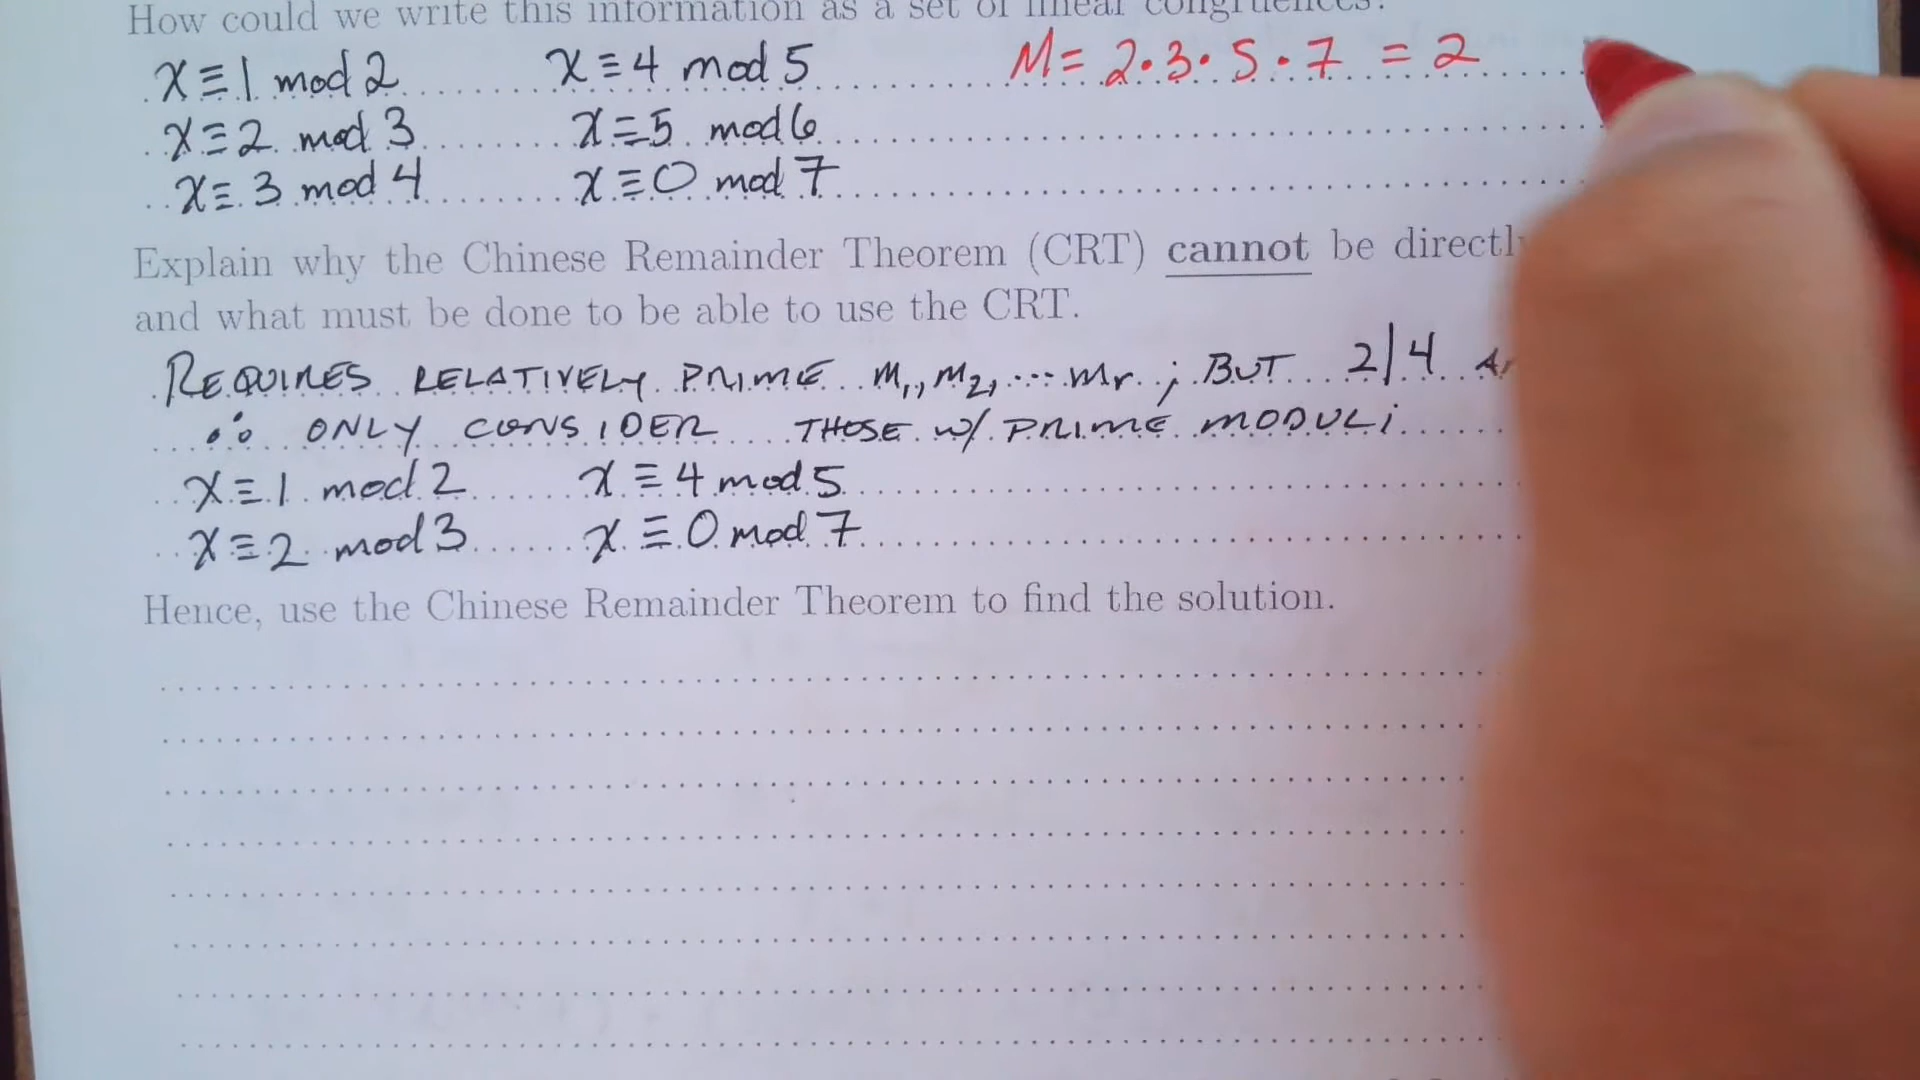 How could we write this information as a set of linear congruences?
x ≡ 1 mod 2 x ≡ 4 mod 5 M = 2·3·5·7 = 2
x ≡ 2 mod 3 x ≡ 5 mod 6
x ≡ 3 mod 4 x ≡ 0 mod 7
Explain why the Chinese Remainder Theorem (CRT) cannot be directl
and what must be done to be able to use the CRT.
REQUIRES RELATIVELY PRIME m₁, m₂, ... mr ; BUT 2|4
∴ ONLY CONSIDER THOSE w/ PRIME MODULi
x ≡ 1 mod 2 x ≡ 4 mod 5
x ≡ 2 mod 3 x ≡ 0 mod 7
Hence, use the Chinese Remainder Theorem to find the solution.